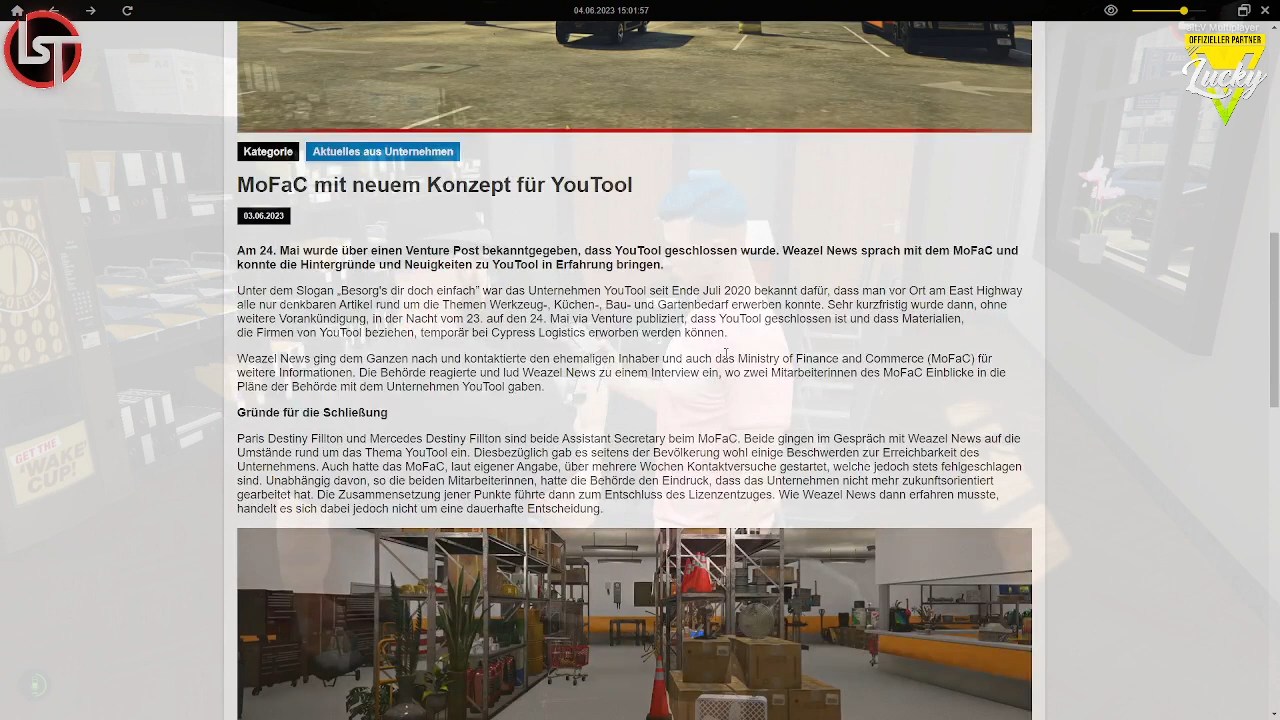 04.06.2023 15:01:57
LST
OFFIZIELLER PARTNER
Lucky
V
Kategorie
Aktuelles aus Unternehmen
MoFaC mit neuem Konzept für YouTool
03.06.2023
Am 24. Mai wurde über einen Venture Post bekanntgegeben, dass YouTool geschlossen wurde. Weazel News sprach mit dem MoFaC und
konnte die Hintergründe und Neuigkeiten zu YouTool in Erfahrung bringen.
Unter dem Slogan „Besorg's dir doch einfach" war das Unternehmen YouTool seit Ende Juli 2020 bekannt dafür, dass man vor Ort am East Highway
alle nur denkbaren Artikel rund um die Themen Werkzeug-, Küchen-, Bau- und Gartenbedarf erwerben konnte. Sehr kurzfristig wurde dann, ohne
weitere Vorankündigung, in der Nacht vom 23. auf den 24. Mai via Venture publiziert, dass YouTool geschlossen ist und dass Materialien,
die Firmen von YouTool beziehen, temporär bei Cypress Logistics erworben werden können.
Weazel News ging dem Ganzen nach und kontaktierte den ehemaligen Inhaber und auch das Ministry of Finance and Commerce (MoFaC) für
weitere Informationen. Die Behörde reagierte und lud Weazel News zu einem Interview ein, wo zwei Mitarbeiterinnen des MoFaC Einblicke in die
Pläne der Behörde mit dem Unternehmen YouTool gaben.
Gründe für die Schließung
Paris Destiny Fillton und Mercedes Destiny Fillton sind beide Assistant Secretary beim MoFaC. Beide gingen im Gespräch mit Weazel News auf die
Umstände rund um das Thema YouTool ein. Diesbezüglich gab es seitens der Bevölkerung wohl einige Beschwerden zur Erreichbarkeit des
Unternehmens. Auch hatte das MoFaC, laut eigener Angabe, über mehrere Wochen Kontaktversuche gestartet, welche jedoch stets fehlgeschlagen
sind. Unabhängig davon, so die beiden Mitarbeiterinnen, hatte die Behörde den Eindruck, dass das Unternehmen nicht mehr zukunftsorientiert
gearbeitet hat. Die Zusammensetzung jener Punkte führte dann zum Entschluss des Lizenzentzuges. Wie Weazel News dann erfahren musste,
handelt es sich dabei jedoch nicht um eine dauerhafte Entscheidung.
COFFEE
GET THE
"WAKE
CUP!"